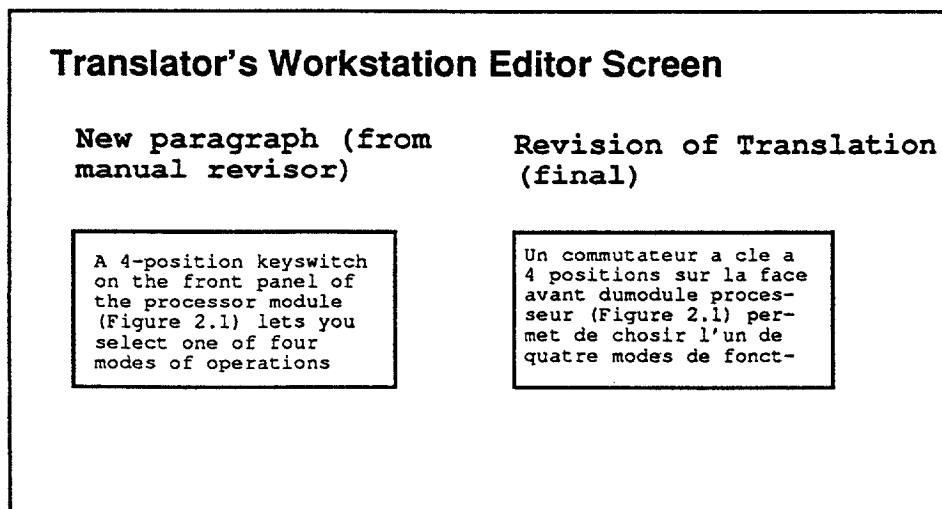 Translator's Workstation Editor Screen
New paragraph (from
manual revisor)
Revision of Translation
(final)
A 4-position keyswitch
on the front panel of
the processor module
(Figure 2.1) lets you
select one of four
modes of operations
Un commutateur a cle a
4 positions sur la face
avant dumodule proces-
seur (Figure 2.1) per-
met de chosir l'un de
quatre modes de fonct-